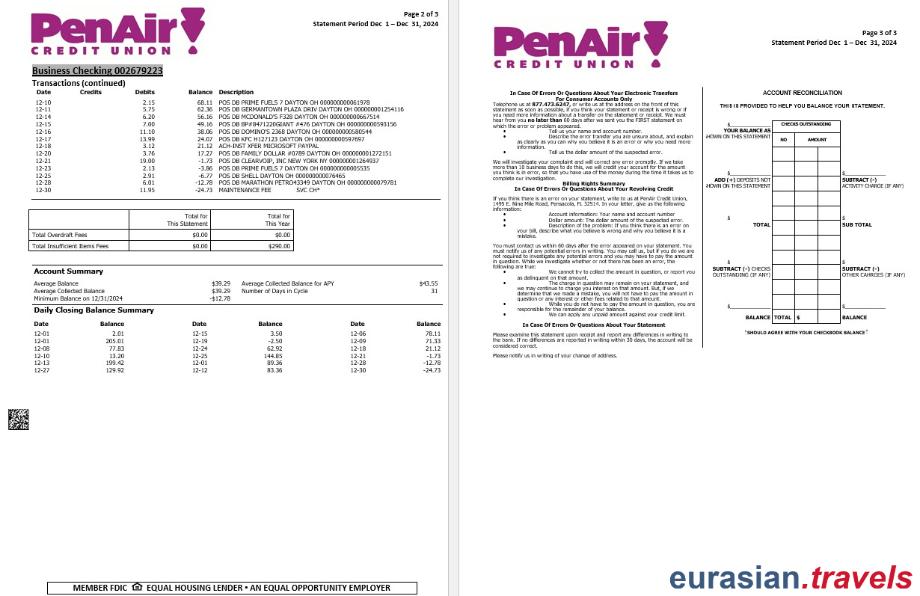 PenAir
CREDIT UNION
Page 2 of 3
Statement Period Dec 1 – Dec 31, 2024
Business Checking 002679223
Transactions (continued)
Date Credits Debits Balance Description
12-10 2.15 68.11 POS DB PRIME FUELS 7 DAYTON OH 000000000061978
12-11 5.75 62.36 POS DB GERMANTOWN PLAZA DRIV DAYTON OH 0000000001254116
12-14 6.20 56.16 POS DB MCDONALD'S F328 DAYTON OH 0000000000667514
12-15 7.00 49.16 POS DB BP#8471220GIANT #476 DAYTON OH 0000000000593156
12-16 11.10 38.06 POS DB DOMINO'S 2368 DAYTON OH 0000000000580544
12-17 13.99 24.07 POS DB KFC H127123 DAYTON OH 0000000000597697
12-18 3.12 21.12 ACH-INST XFER MICROSOFT PAYPAL
12-20 3.76 17.27 POS DB FAMILY DOLLAR #0789 DAYTON OH 0000000001272151
12-21 19.00 -1.73 POS DB CLEARVOIP, INC NEW YORK NY 00000001264937
12-23 2.13 -3.86 POS DB PRIME FUELS 7 DAYTON OH 000000000005535
12-25 2.91 -6.77 POS DB SHELL DAYTON OH 0000000000076465
12-28 6.01 -12.78 POS DB MARATHON PETRO43349 DAYTON OH 000000000079781
12-30 11.95 -24.73 MAINTENANCE FEE SVC CH*
Total for This Statement
Total for This Year
Total Overdraft Fees $0.00 $0.00
Total Insufficient Items Fees $0.00 $290.00
Account Summary
Average Balance $39.29 Average Collected Balance for APY $43.55
Average Collected Balance $39.29 Number of Days in Cycle 31
Minimum Balance on 12/31/2024 -$12.78
Daily Closing Balance Summary
Date Balance Date Balance Date Balance
12-01 2.01 12-15 3.50 12-06 78.11
12-01 205.01 12-19 -2.50 12-09 71.33
12-08 77.83 12-24 62.92 12-18 21.12
12-10 13.20 12-25 144.85 12-21 -1.73
12-13 199.42 12-01 89.36 12-28 -12.78
12-27 129.92 12-12 83.06 12-30 -24.73
MEMBER FDIC EQUAL HOUSING LENDER • AN EQUAL OPPORTUNITY EMPLOYER
PenAir
CREDIT UNION
Page 3 of 3
Statement Period Dec 1 – Dec 31, 2024
In Case Of Errors Or Questions About Your Electronic Transfers
For Consumer Accounts Only
Telephone us at 877.473.6247, or write us at the address on the front of this
statement as soon as possible, if you think your statement or receipt is wrong or if
you need more information about a transfer on the statement or receipt. We must
hear from you no later than 60 days after we sent you the FIRST statement on
which the error or problem appeared.
• Tell us your name and account number.
• Describe the error transfer you are unsure about, and explain
as clearly as you can why you believe it is an error or why you need more
information.
• Tell us the dollar amount of the suspected error.
We will investigate your complaint and will correct any error promptly. If we take
more than 10 business days to do this, we will credit your account for the amount
you think is in error, so that you have use of the money during the time it takes to
complete our investigation.
Billing Rights Summary
In Case Of Errors Or Questions About Your Revolving Credit
If you think there is an error on your statement, write to us at PenAir Credit Union,
1495 E. Nine Mile Road, Pensacola, FL 32514. In your letter, give us the following
information:
• Account information: Your name and account number
• Dollar amount: The dollar amount of the suspected error.
• Description of the problem: If you think there is an error on
your bill, describe what you believe is wrong and why you believe it is a
mistake.
You must contact us within 60 days after the error appeared on your statement. You
must notify us of any potential errors in writing. You may call us, but if you do we are
not required to investigate any potential errors and you may have to pay the amount
in question. While we investigate whether or not there has been an error, the
following are true:
• We cannot try to collect the amount in question, or report you
as delinquent on that amount.
• The charge in question may remain on your statement, and
we may continue to charge you interest on that amount. But, if we
determine that we made a mistake, you will not have to pay the amount in
question or any interest or other fees related to that amount.
• While you do not have to pay the amount in question, you are
responsible for the remainder of your balance.
• We can apply any unpaid amount against your credit limit.
In Case Of Errors Or Questions About Your Statement
Please examine this statement upon receipt and report any differences in writing to
the bank. If no differences are reported in writing within 30 days, the account will be
considered correct.
Please notify us in writing of your change of address.
ACCOUNT RECONCILIATION
THIS IS PROVIDED TO HELP YOU BALANCE YOUR STATEMENT.
CHECKS OUTSTANDING
NO AMOUNT
$
YOUR BALANCE AS
SHOWN ON THIS STATEMENT
$ $
ADD (+) DEPOSITS NOT SUBTRACT (-)
SHOWN ON THIS STATEMENT ACTIVITY CHARGE (IF ANY)
$ $
TOTAL SUB TOTAL
$ $
SUBTRACT (-) CHECKS SUBTRACT (-)
OUTSTANDING (IF ANY) OTHER CHARGES (IF ANY)
$ $
BALANCE TOTAL $ BALANCE
"SHOULD AGREE WITH YOUR CHECKBOOK BALANCE"
eurasian.travels